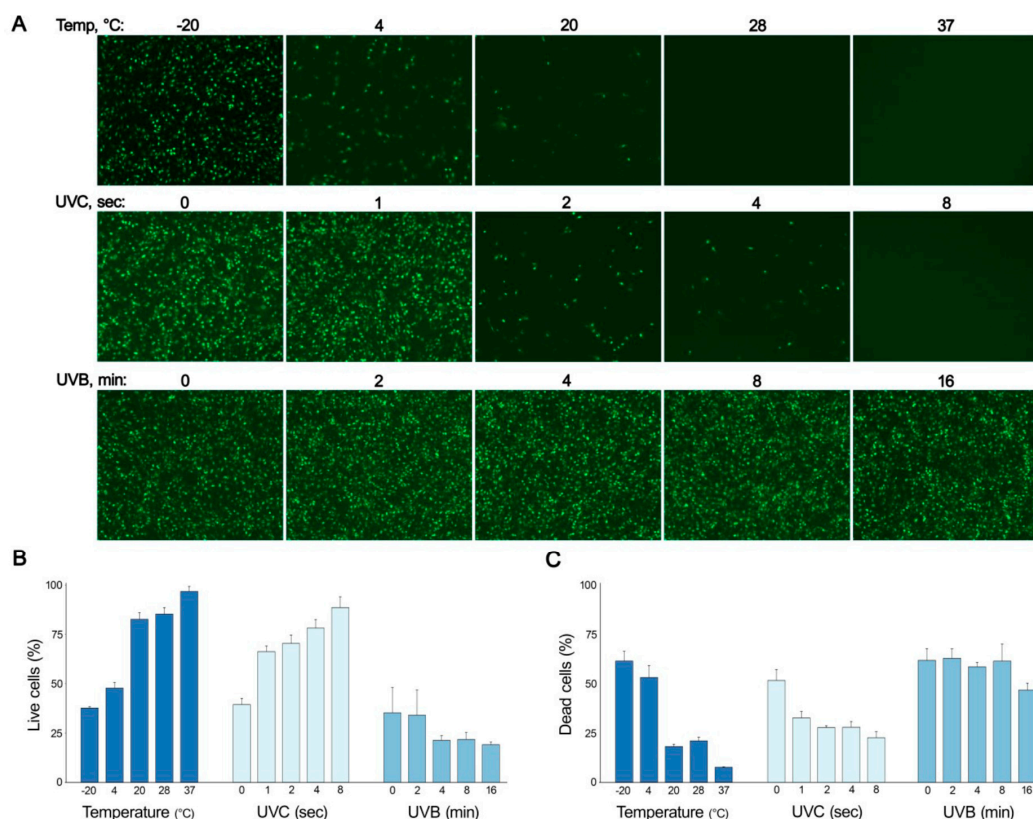 A
Temp, °C: -20 4 20 28 37
UVC, sec: 0 1 2 4 8
UVB, min: 0 2 4 8 16
B
C
100
75
50
25
0
Live cells (%)
-20 4 20 28 37
0 1 2 4 8
0 2 4 8 16
Temperature (°C) UVC (sec) UVB (min)
100
75
50
25
0
Dead cells (%)
-20 4 20 28 37
0 1 2 4 8
0 2 4 8 16
Temperature (°C) UVC (sec) UVB (min)